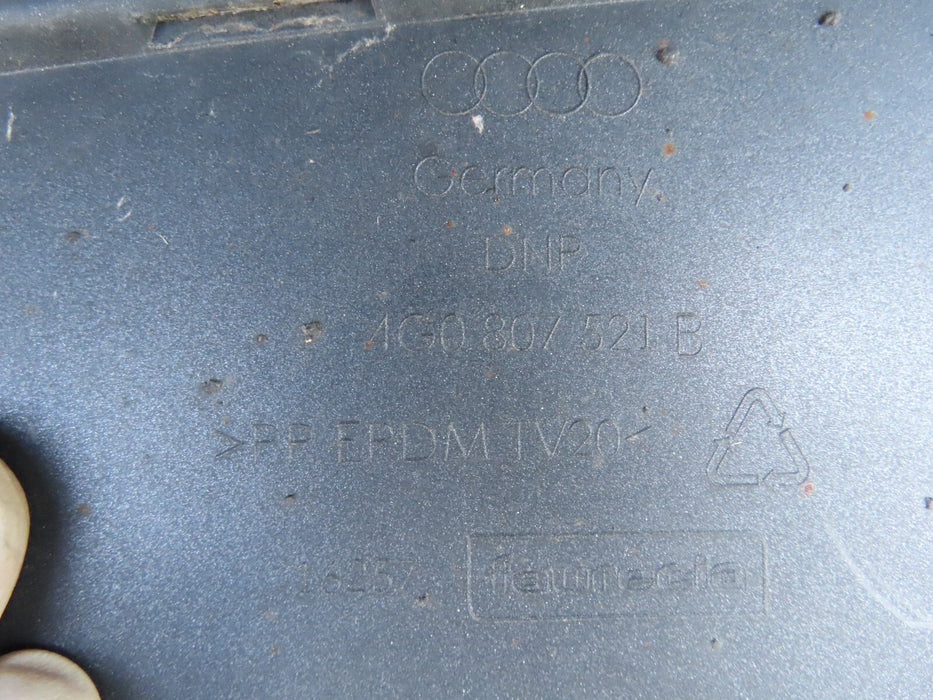 Germany
DNP
4G0 807 521 B
>PP EPDM TV20<
faurecia